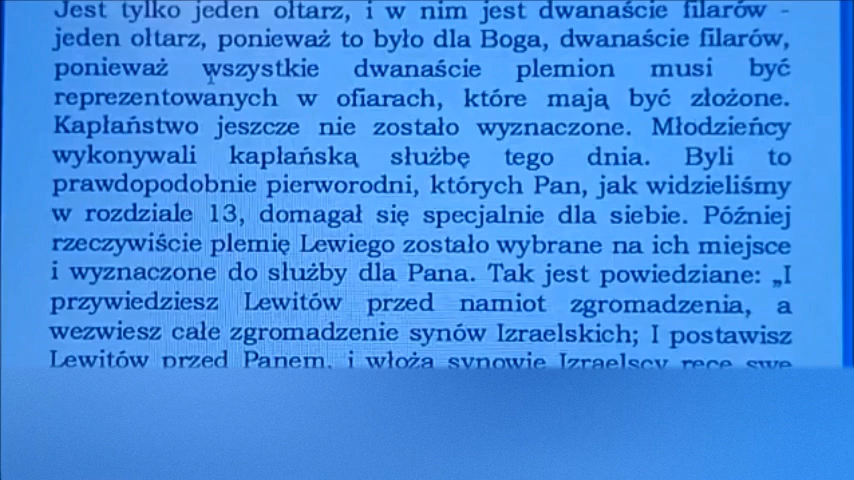 Jest tylko jeden ołtarz, i w nim jest dwanaście filarów -
jeden ołtarz, ponieważ to było dla Boga, dwanaście filarów,
ponieważ wszystkie dwanaście plemion musi być
reprezentowanych w ofiarach, które mają być złożone.
Kapłaństwo jeszcze nie zostało wyznaczone. Młodzieńcy
wykonywali kapłańską służbę tego dnia. Byli to
prawdopodobnie pierworodni, których Pan, jak widzieliśmy
w rozdziale 13, domagał się specjalnie dla siebie. Później
rzeczywiście plemię Lewiego zostało wybrane na ich miejsce
i wyznaczone do służby dla Pana. Tak jest powiedziane: „I
przywiedziesz Lewitów przed namiot zgromadzenia, a
wezwiesz całe zgromadzenie synów Izraelskich; I postawisz
Lewitów przed Panem, i włożą synowie Izraelscy ręce swe